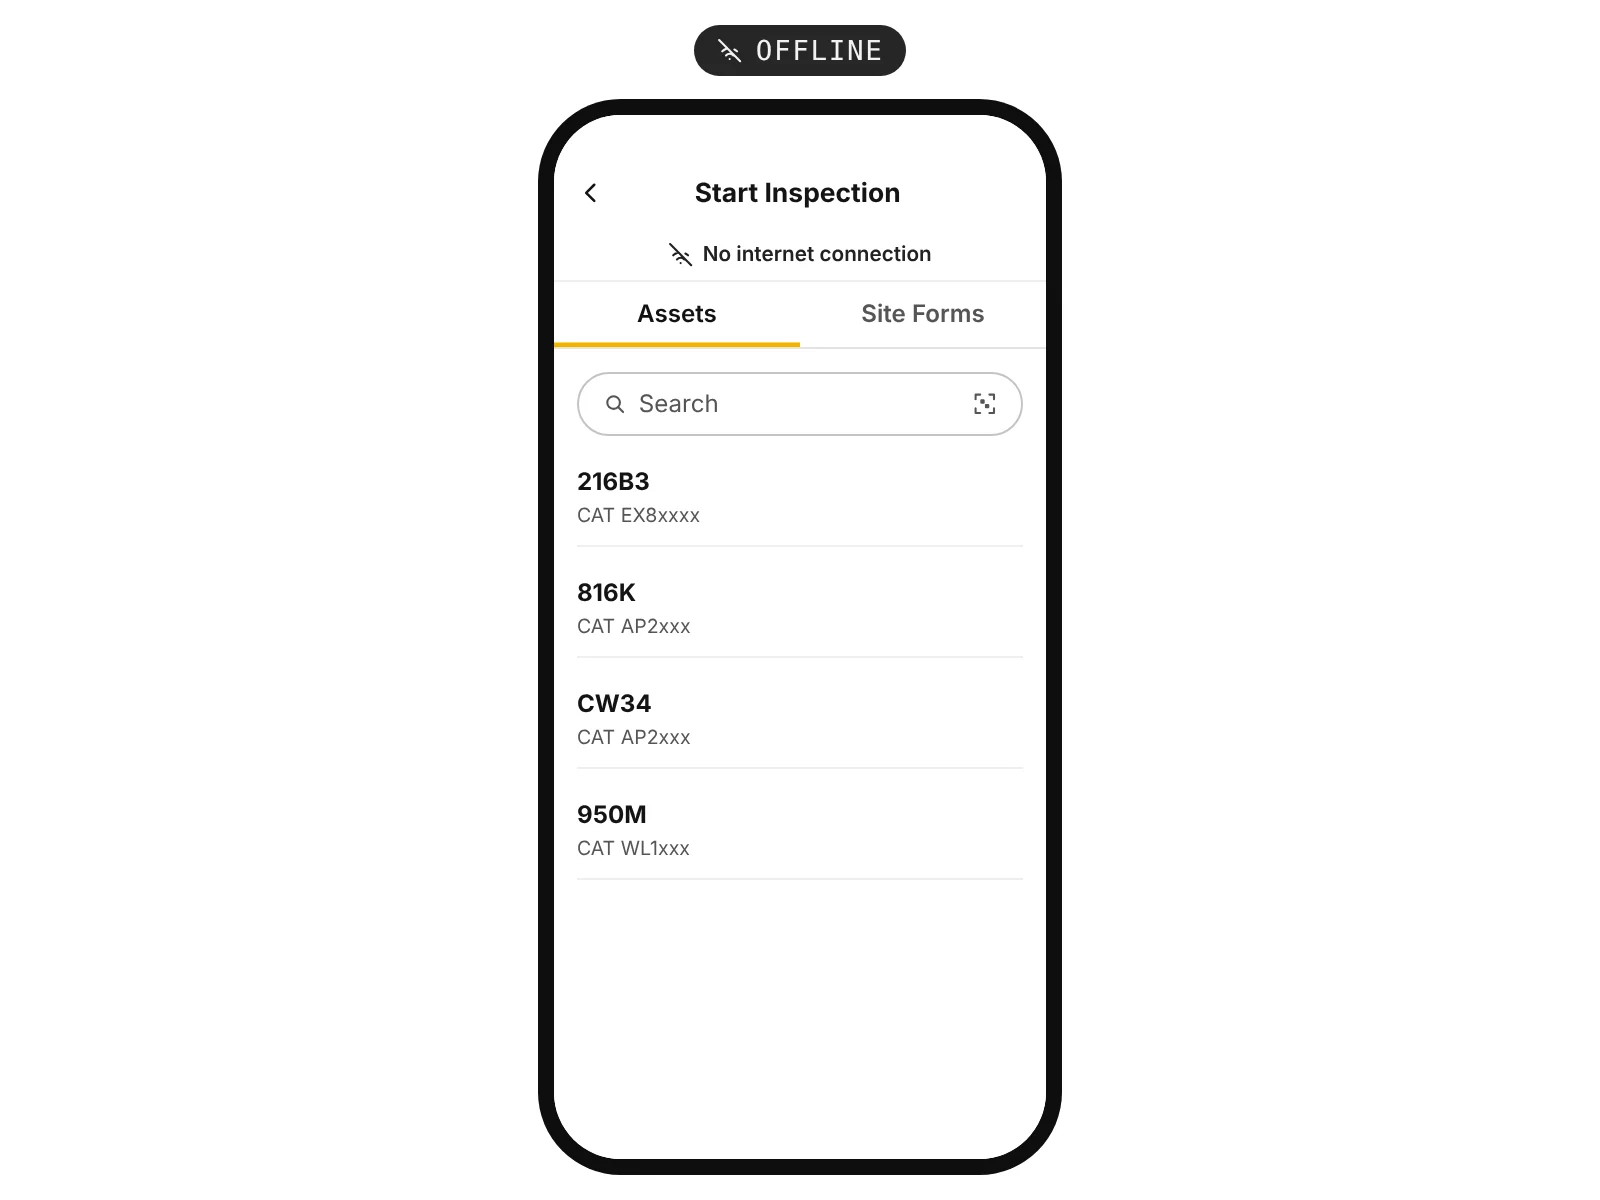 OFFLINE
Start Inspection
No internet connection
Assets
Site Forms
Search
216B3
CAT EX8xxxx
816K
CAT AP2xxx
CW34
CAT AP2xxx
950M
CAT WL1xxx